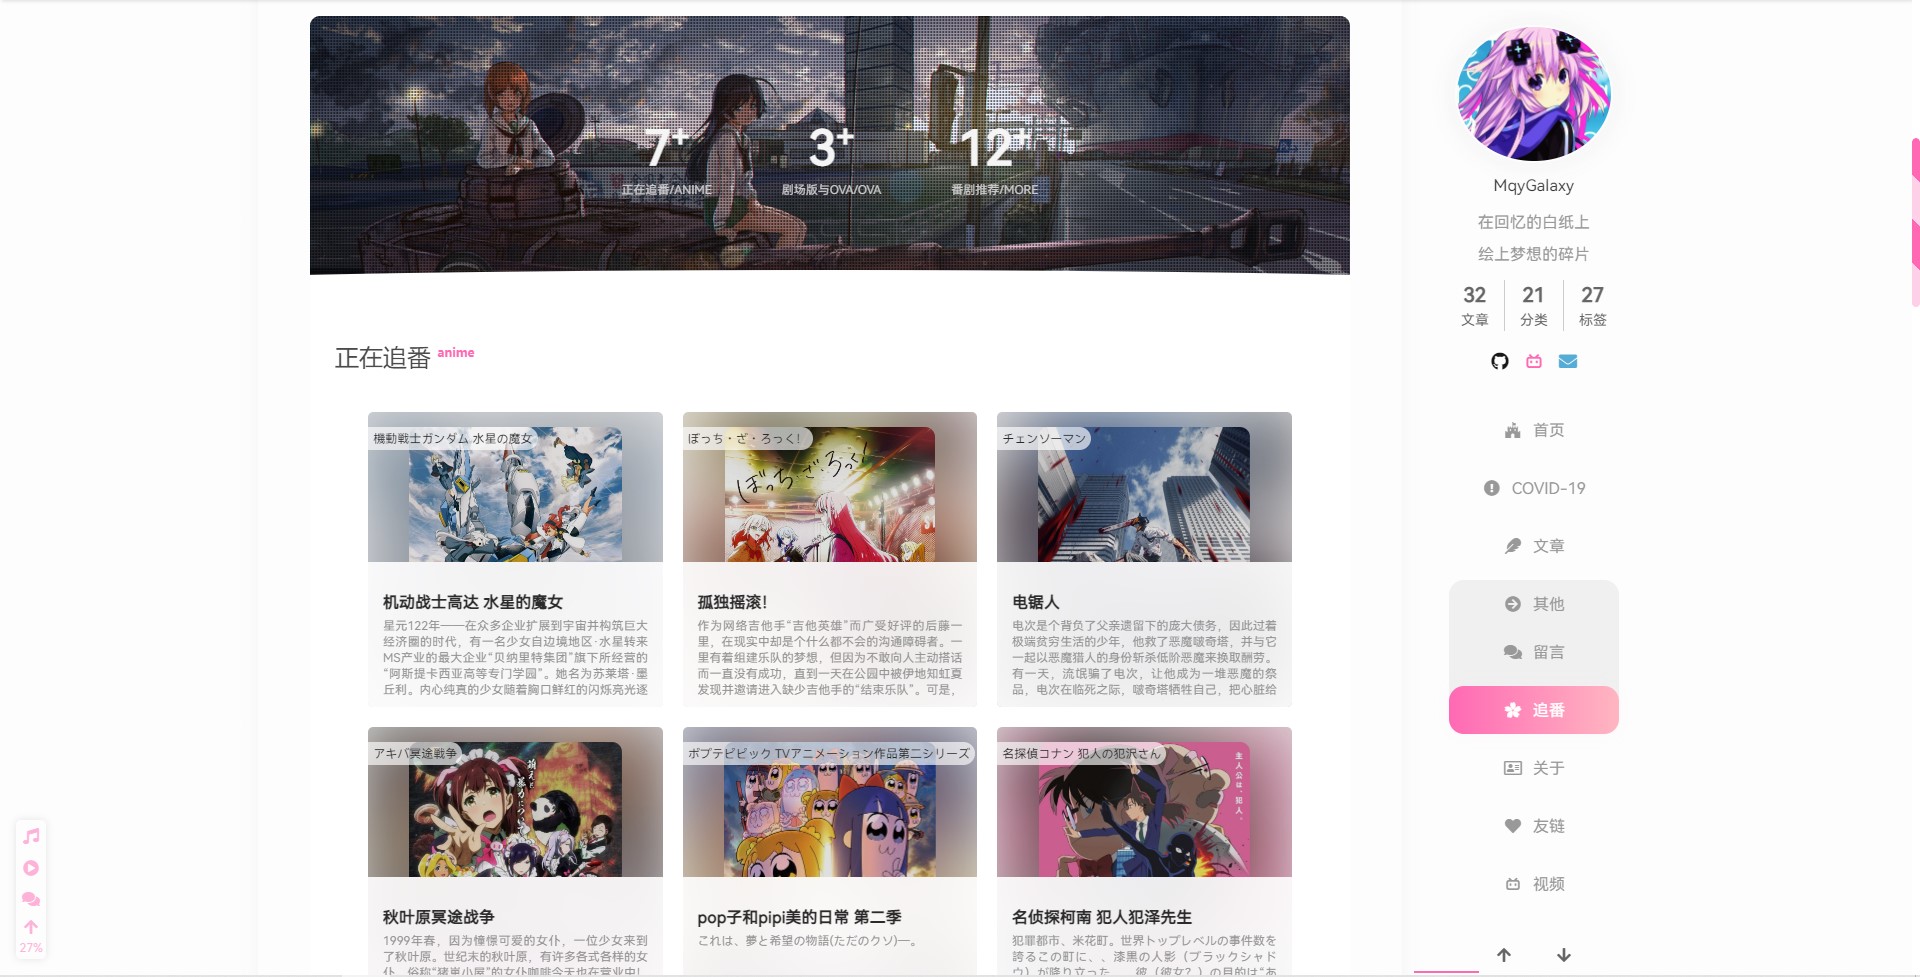 7+
3+
12+
正在追番/ANIME
剧场版与OVA/OVA
番剧推荐/MORE
正在追番 anime
機動戦士ガンダム 水星の魔女
机动战士高达 水星的魔女
星元122年——在众多企业扩展到宇宙并构筑巨大
经济圈的时代，有一名少女自边境地区·水星转来
MS产业的最大企业“贝纳里特集团”旗下所经营的
“阿斯提卡西亚高等专门学园”。她名为苏莱塔·墨
丘利。内心纯真的少女随着胸口鲜红的闪烁亮光逐
ぼっち・ざ・ろっく！
ぼっち・ざ・ろっく！
孤独摇滚！
作为网络吉他手“吉他英雄”而广受好评的后藤一
里，在现实中却是个什么都不会的沟通障碍者。一
里有着组建乐队的梦想，但因为不敢向人主动搭话
而一直没有成功，直到一天在公园中被伊地知虹夏
发现并邀请进入缺少吉他手的“结束乐队”。可是，
チェンソーマン
电锯人
电次是个背负了父亲遗留下的庞大债务，因此过着
极端贫穷生活的少年，他救了恶魔啵奇塔，并与它
一起以恶魔猎人的身份斩杀低阶恶魔来换取酬劳。
有一天，流氓骗了电次，让他成为一堆恶魔的祭
品，电次在临死之际，啵奇塔牺牲自己，把心脏给
アキバ冥途戦争
秋叶原冥途战争
1999年春，因为憧憬可爱的女仆，一位少女来到
了秋叶原。世纪末的秋叶原，有许多各式各样的女
仆。俗称“猪崽小屋”的女仆咖啡今天也在营业中！
ポプテピピック TVアニメーション作品第二シリーズ
pop子和pipi美的日常 第二季
これは、夢と希望の物語(ただのクソ)—。
名探偵コナン 犯人の犯沢さん
主人公は、犯人。
名侦探柯南 犯人犯泽先生
犯罪都市、米花町。世界トップレベルの事件数を
誇るこの町に、、漆黒の人影（ブラックシャド
ウ）が降り立った……彼（彼女？）の目的は“あ
MqyGalaxy
在回忆的白纸上
绘上梦想的碎片
32
文章
21
分类
27
标签
首页
COVID-19
文章
其他
留言
追番
关于
友链
视频
27%